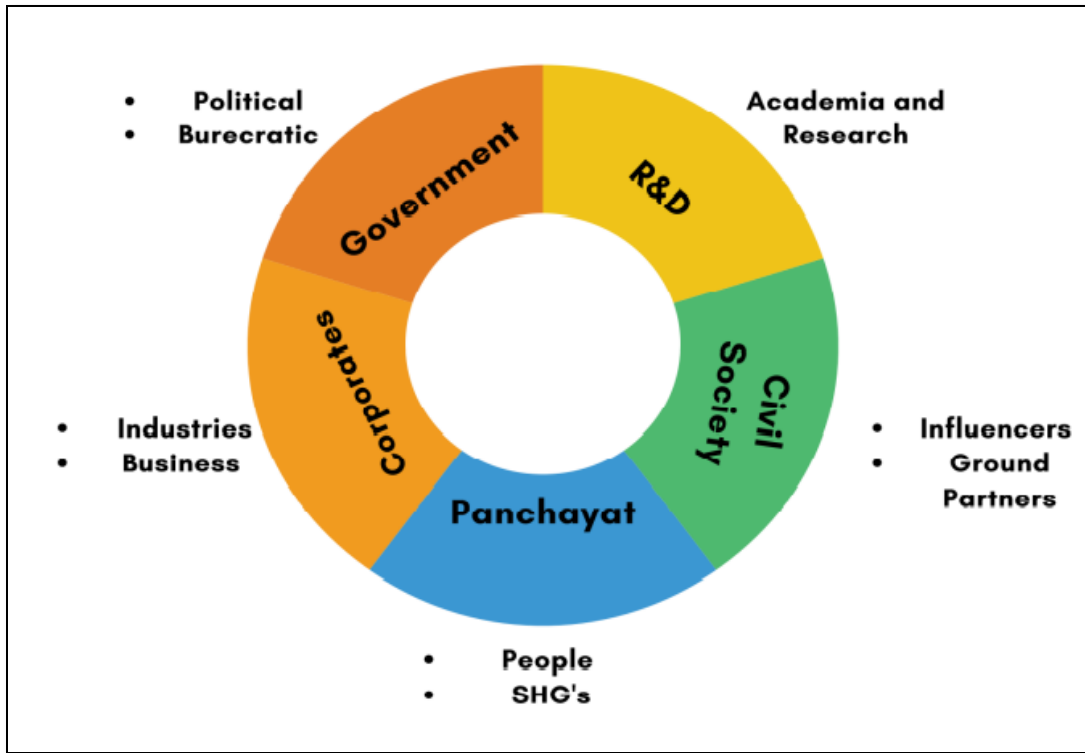 • Political
• Burecratic
Government
R&D
Academia and
Research
Corporates
• Industries
• Business
Civil
Society
• Influencers
• Ground
Partners
Panchayat
• People
• SHG's